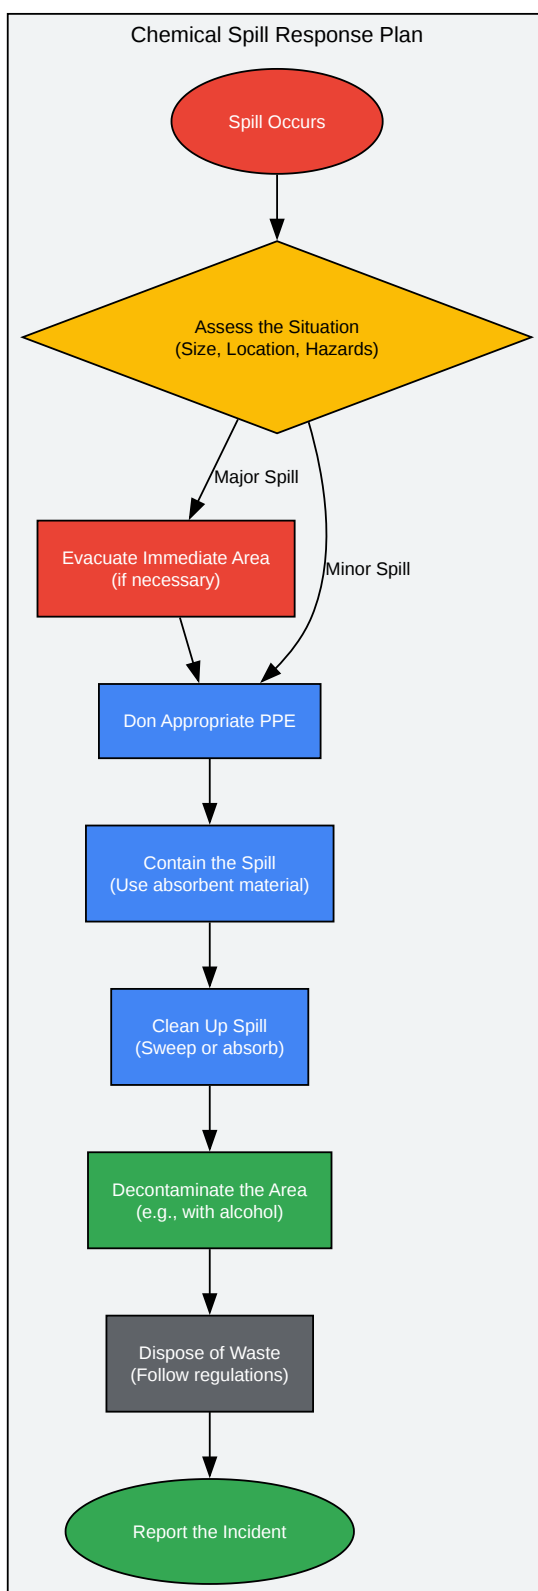 Chemical Spill Response Plan
Spill Occurs
Assess the Situation
(Size, Location, Hazards)
Major Spill
Evacuate Immediate Area
(if necessary)
Minor Spill
Don Appropriate PPE
Contain the Spill
(Use absorbent material)
Clean Up Spill
(Sweep or absorb)
Decontaminate the Area
(e.g., with alcohol)
Dispose of Waste
(Follow regulations)
Report the Incident